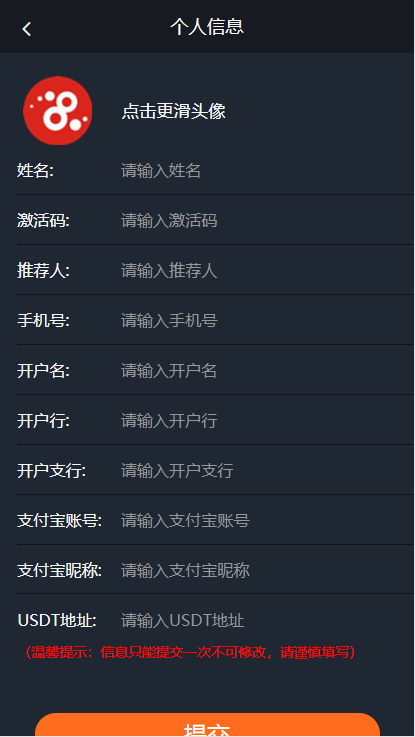 个人信息
点击更滑头像
姓名: 请输入姓名
激活码: 请输入激活码
推荐人: 请输入推荐人
手机号: 请输入手机号
开户名: 请输入开户名
开户行: 请输入开户行
开户支行: 请输入开户支行
支付宝账号: 请输入支付宝账号
支付宝昵称: 请输入支付宝昵称
USDT地址: 请输入USDT地址
（温馨提示：信息只能提交一次不可修改，请谨慎填写）
提交